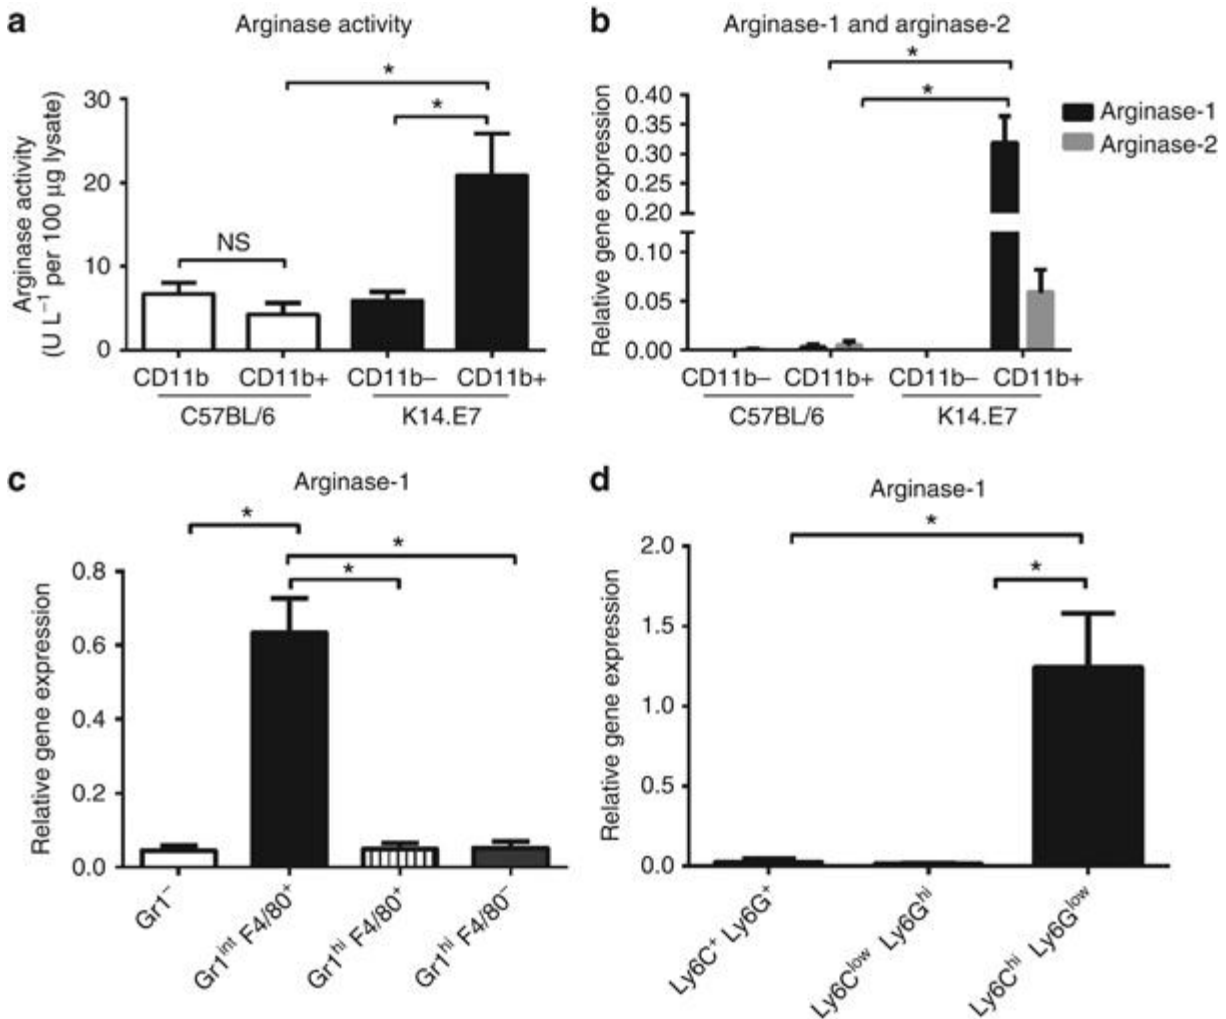 a
Arginase activity
*
*
NS
Arginase activity
(U L⁻¹ per 100 µg lysate)
30
20
10
0
CD11b CD11b+ CD11b– CD11b+
C57BL/6 K14.E7
b
Arginase-1 and arginase-2
*
*
Arginase-1
Arginase-2
Relative gene expression
0.40
0.35
0.30
0.25
0.20
0.10
0.05
0.00
CD11b– CD11b+ CD11b– CD11b+
C57BL/6 K14.E7
c
Arginase-1
*
*
*
Relative gene expression
0.8
0.6
0.4
0.2
0.0
Gr1⁻
Gr1ⁱⁿᵗ F4/80⁺
Gr1ʰⁱ F4/80⁺
Gr1ʰⁱ F4/80⁻
d
Arginase-1
*
*
Relative gene expression
2.0
1.5
1.0
0.5
0.0
Ly6C⁺ Ly6G⁺
Ly6Cˡᵒʷ Ly6Gʰⁱ
Ly6Cʰⁱ Ly6Gˡᵒʷ